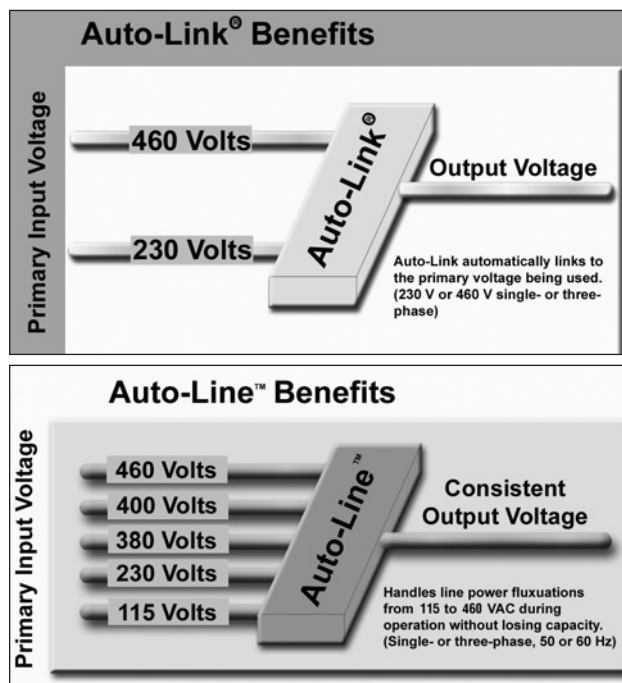 Auto-Link® Benefits
Primary Input Voltage
460 Volts
230 Volts
Auto-Link®
Output Voltage
Auto-Link automatically links to
the primary voltage being used.
(230 V or 460 V single- or three-
phase)
Auto-Line™ Benefits
Primary Input Voltage
460 Volts
400 Volts
380 Volts
230 Volts
115 Volts
Auto-Line™
Consistent
Output Voltage
Handles line power fluxuations
from 115 to 460 VAC during
operation without losing capacity.
(Single- or three-phase, 50 or 60 Hz)